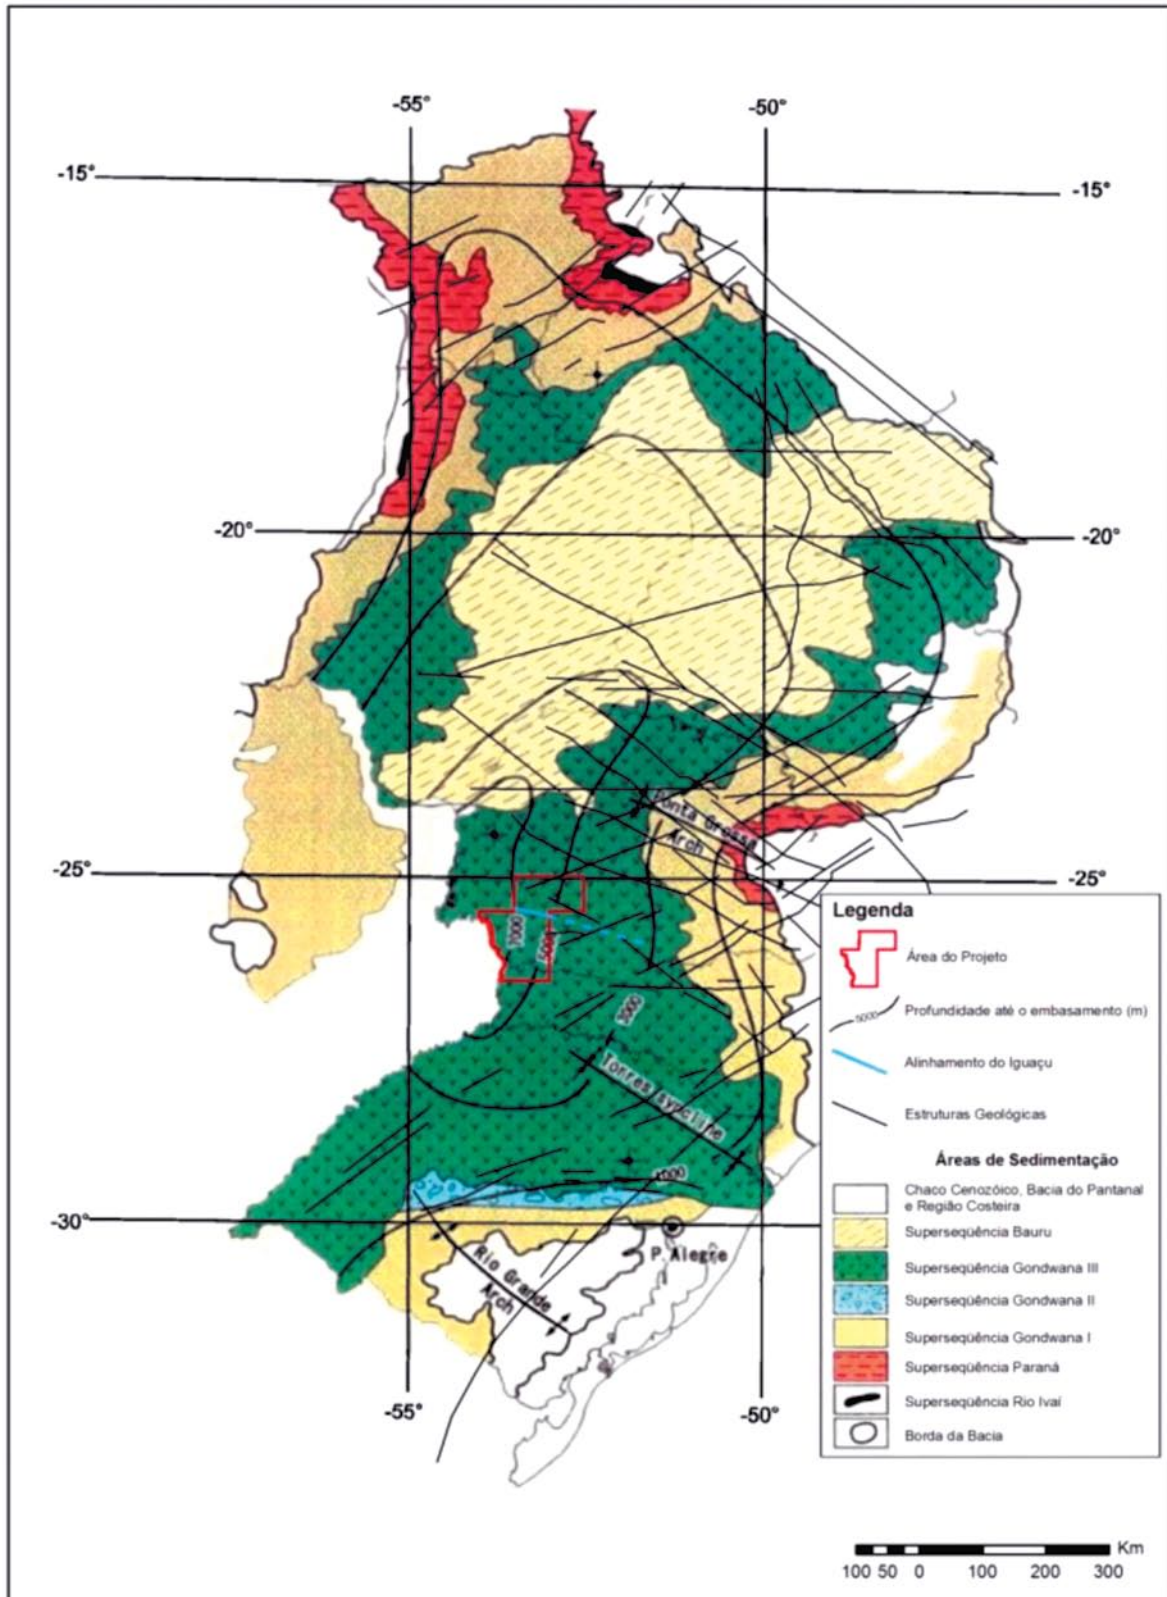 -55°
-50°
-15°
-15°
-20°
-20°
Ponta Grossa
Arch
-25°
-25°
7000
5000
3000
Torres syncline
1000
-30°
P. Alegre
Rio Grande
Arch
-55°
-50°
Legenda
Área do Projeto
5000
Profundidade até o embasamento (m)
Alinhamento do Iguaçu
Estruturas Geológicas
Áreas de Sedimentação
Chaco Cenozóico, Bacia do Pantanal
e Região Costeira
Superseqüência Bauru
Superseqüência Gondwana III
Superseqüência Gondwana II
Superseqüência Gondwana I
Superseqüência Paraná
Superseqüência Rio Ivaí
Borda da Bacia
Km
100 50 0 100 200 300